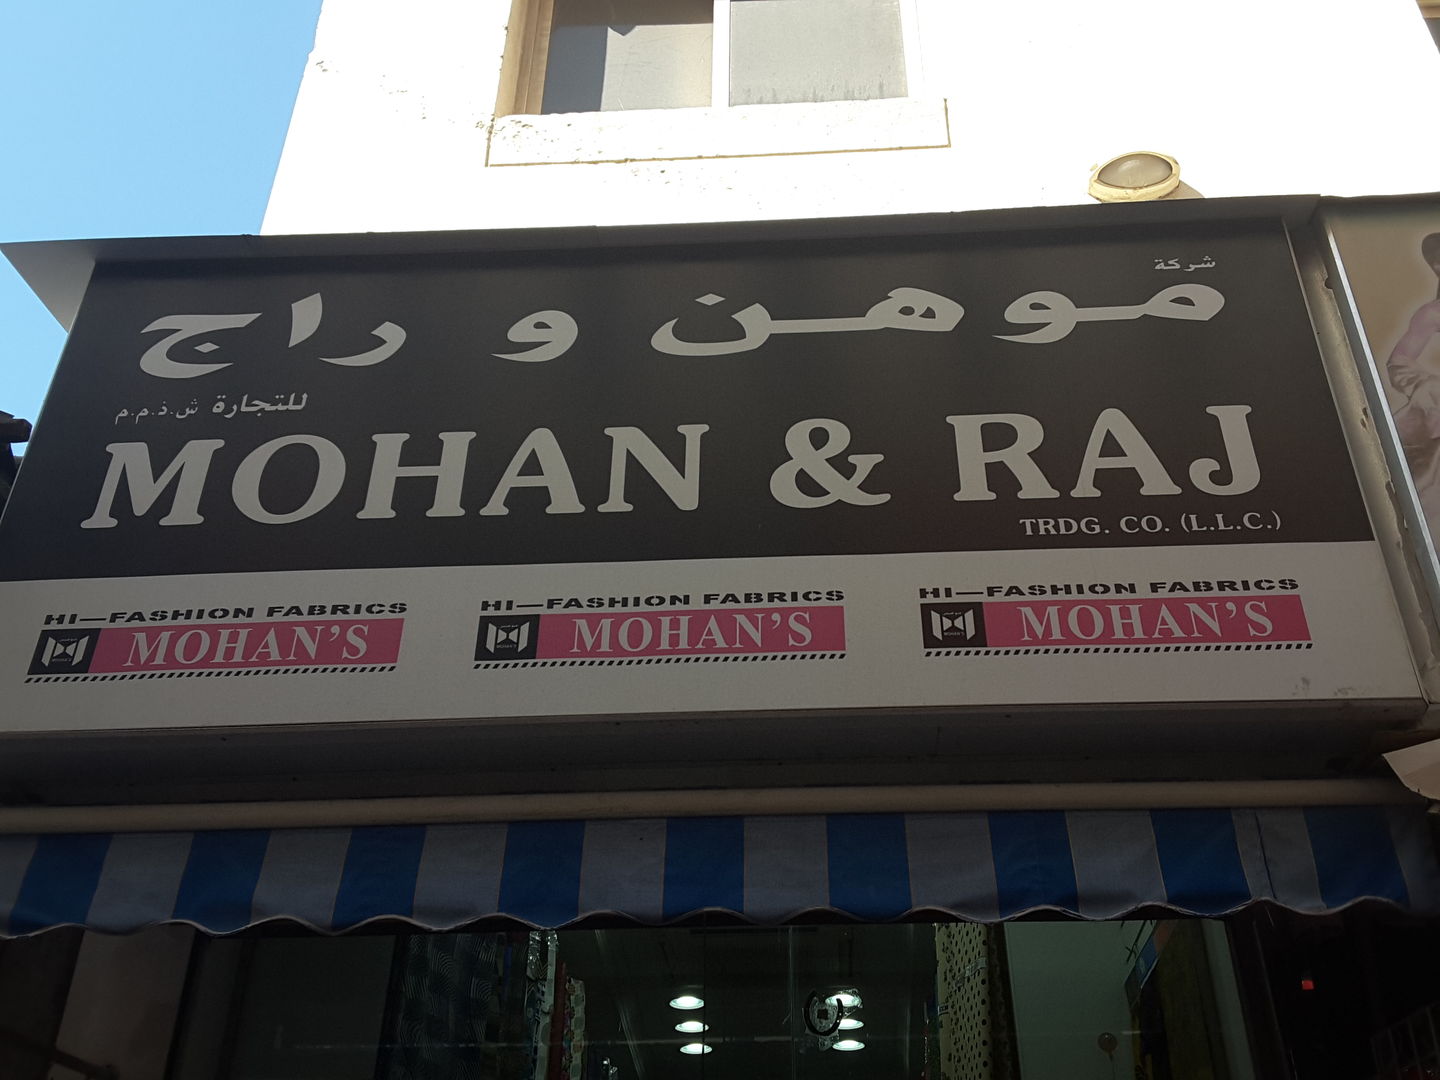 شركة
موهن و راج
للتجارة ش.ذ.م.م
MOHAN & RAJ
TRDG. CO. (L.L.C.)
HI-FASHION FABRICS
MOHAN'S
HI-FASHION FABRICS
MOHAN'S
HI-FASHION FABRICS
MOHAN'S